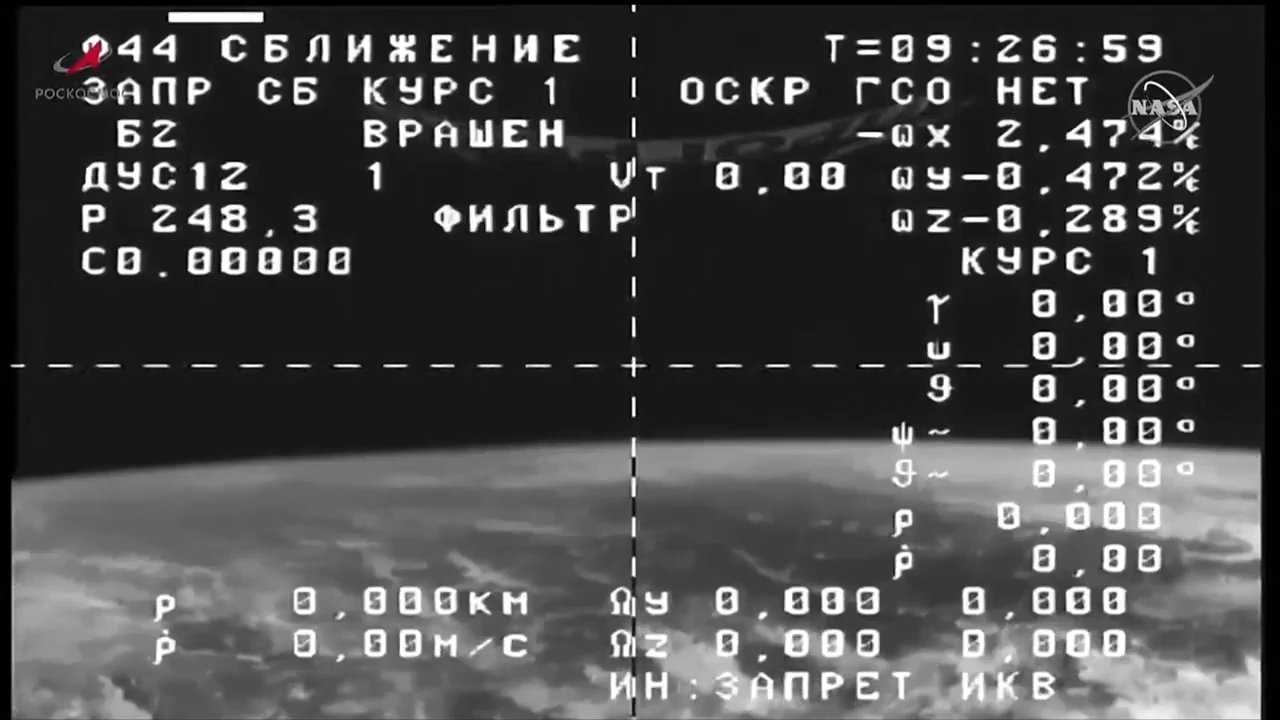 Ф44 СБЛИЖЕНИЕ T=09:26:59
РОСКОСМОС
ЗАПР СБ КУРС 1 ОСКР ГСО НЕТ
NASA
Б2 ВРАЩЕН -ωX 2,474°/c
ДУС12 1 VT 0,00 ωY-0,472°/c
Р 248,3 ФИЛЬТР ωZ-0,289°/c
С0.00000
КУРС 1
γ 0,00°
ш 0,00°
ϑ 0,00°
ψ~ 0,00°
ϑ~ 0,00°
ρ 0,000
ρ̇ 0,00
ρ 0,000КМ ΩY 0,000 0,000
ρ̇ 0,00М/С ΩZ 0,000 0,000
ИН:ЗАПРЕТ ИКВ